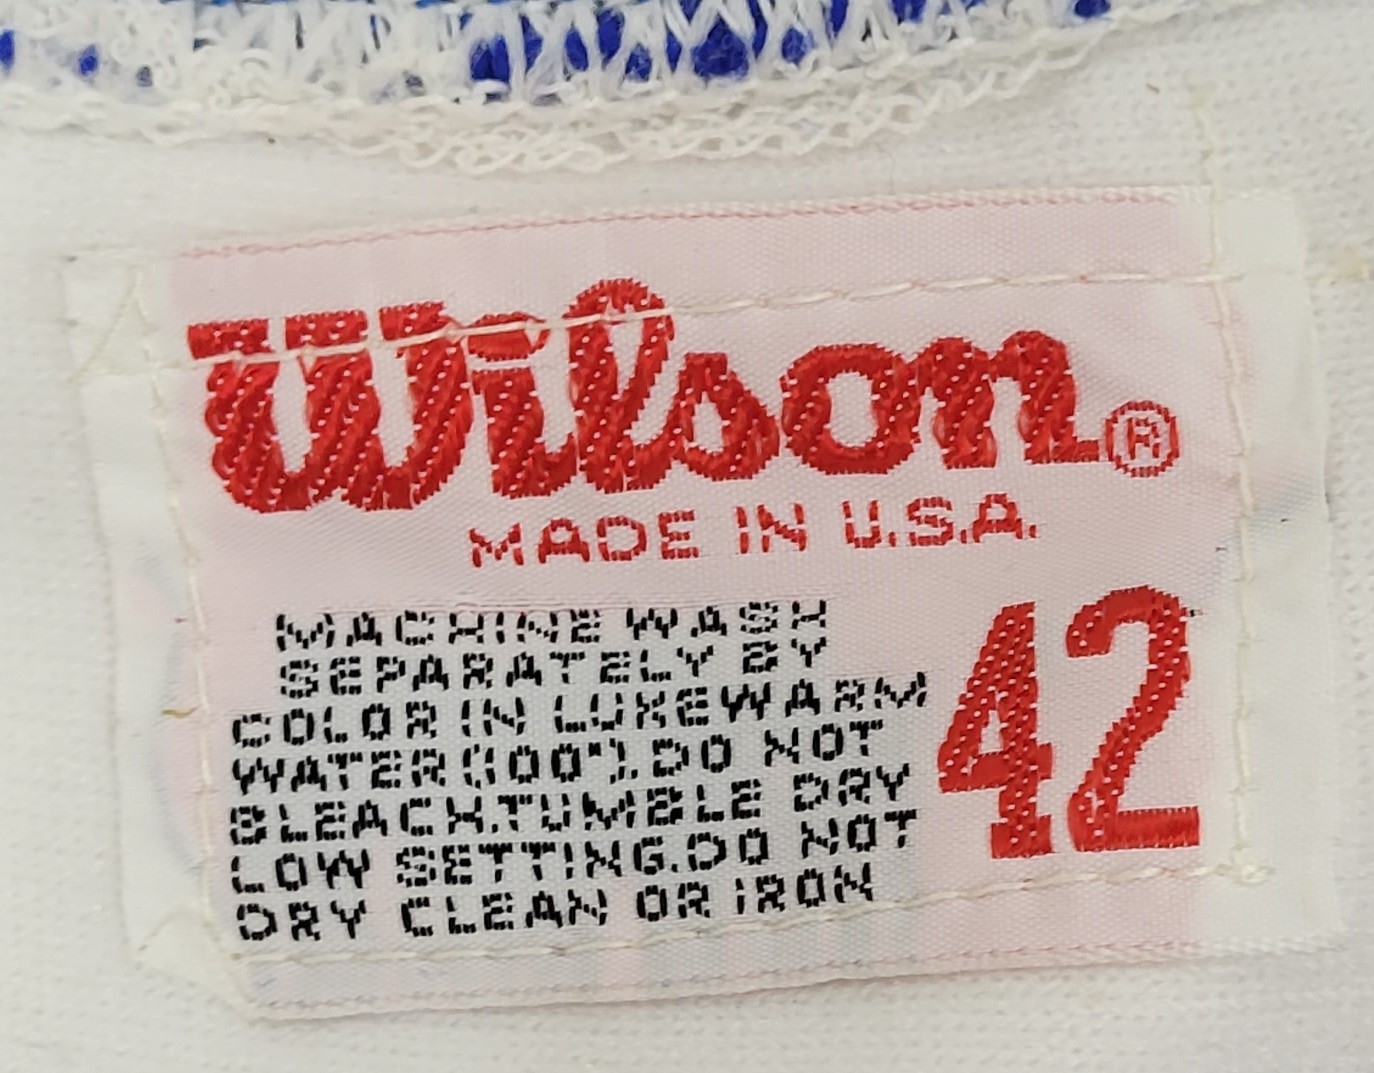 Wilson®
MADE IN U.S.A.
MACHINE WASH
SEPARATELY BY
COLOR IN LUKEWARM
WATER (100°). DO NOT
BLEACH. TUMBLE DRY
LOW SETTING. DO NOT
DRY CLEAN OR IRON
42